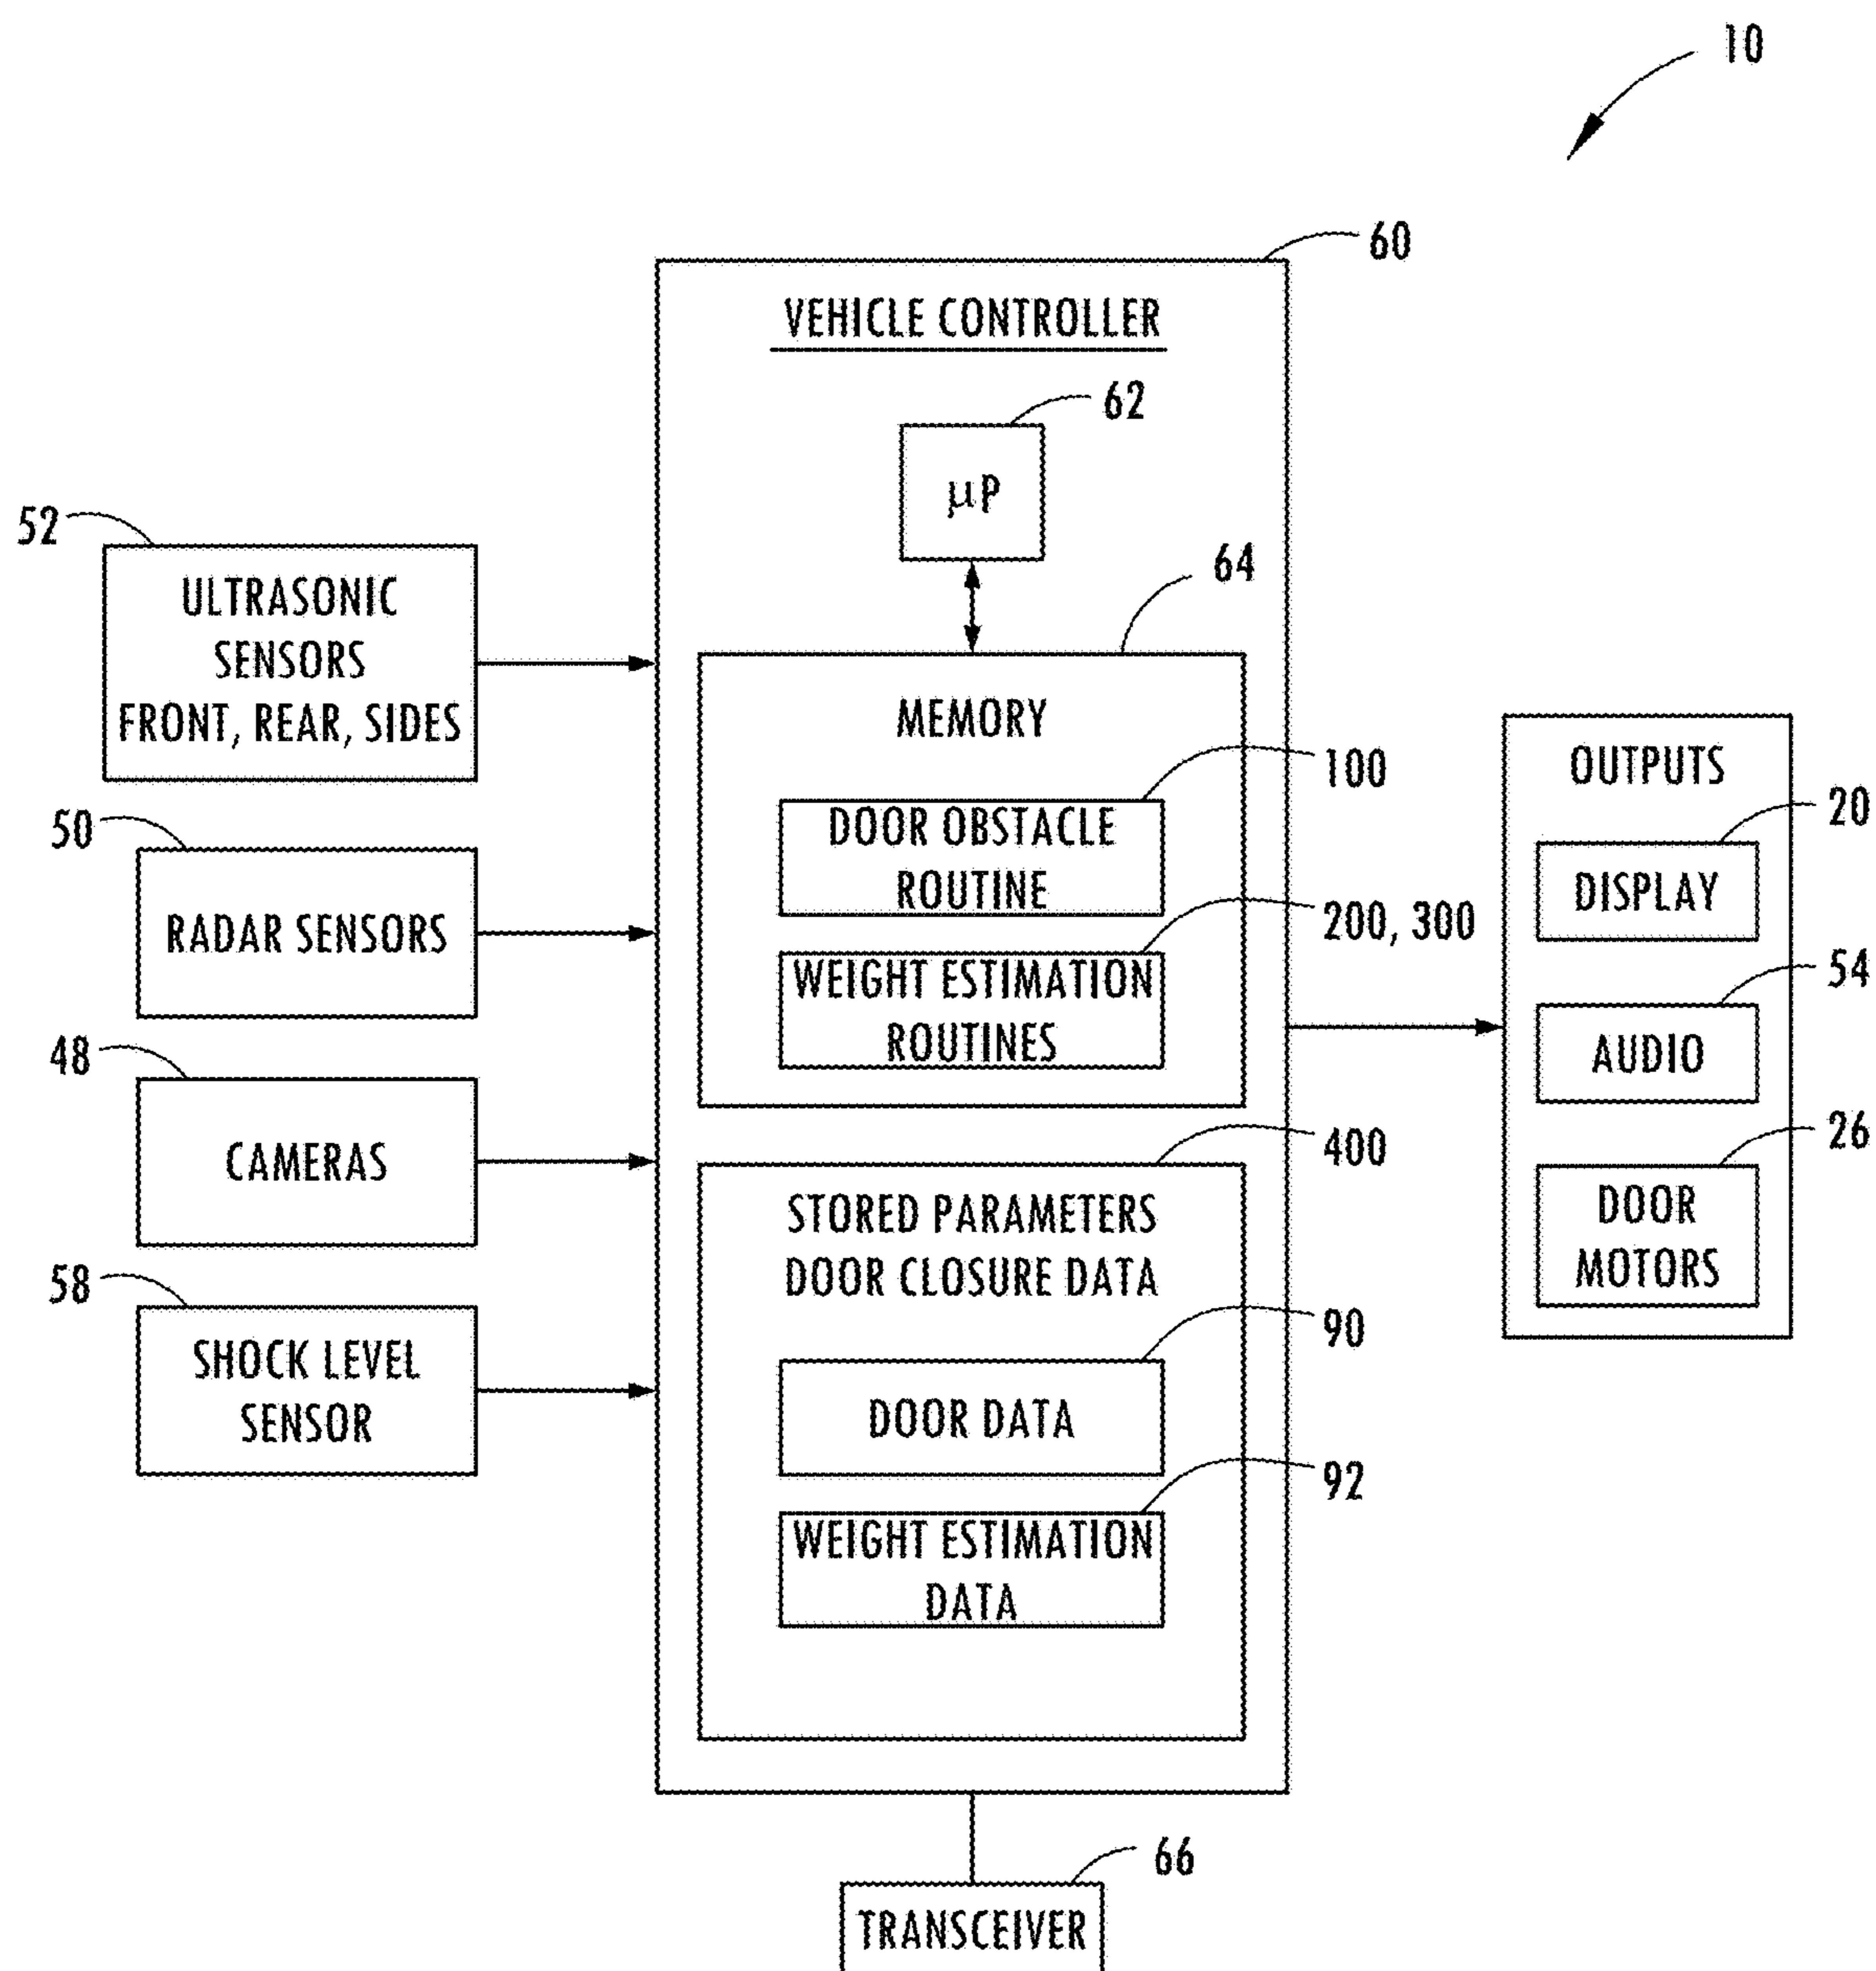 10
60
VEHICLE CONTROLLER
62
μP
52
ULTRASONIC
SENSORS
FRONT, REAR, SIDES
64
MEMORY
100
DOOR OBSTACLE
ROUTINE
200, 300
WEIGHT ESTIMATION
ROUTINES
50
RADAR SENSORS
48
CAMERAS
58
SHOCK LEVEL
SENSOR
400
STORED PARAMETERS
DOOR CLOSURE DATA
90
DOOR DATA
92
WEIGHT ESTIMATION
DATA
OUTPUTS
20
DISPLAY
54
AUDIO
26
DOOR
MOTORS
66
TRANSCEIVER